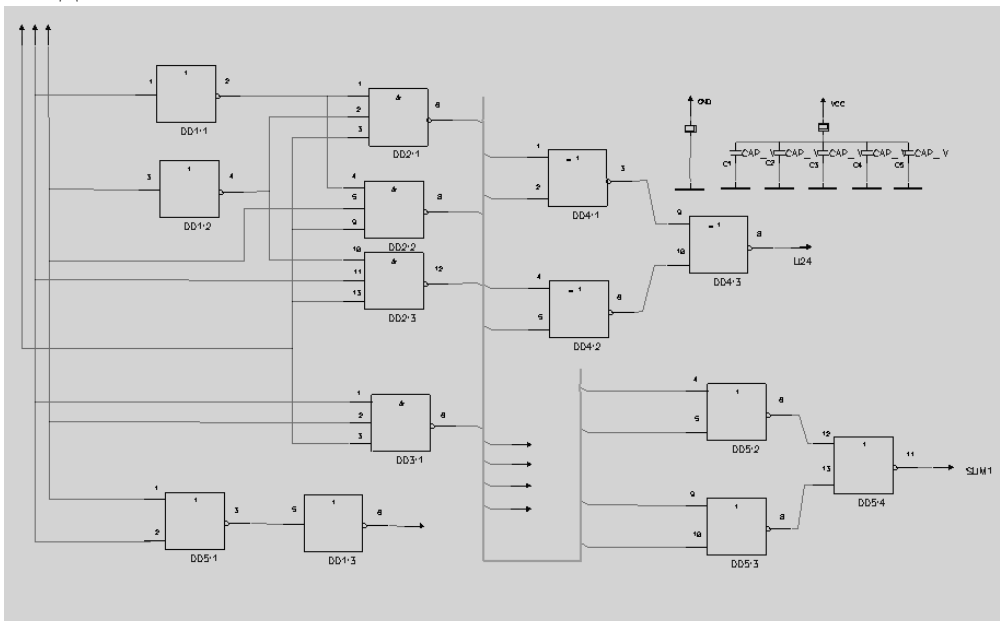 1 1 2
DD1:1
3 1 4
DD1:2
1 & 6
2
3
DD2:1
4 & 8
5
9
DD2:2
10 & 12
11
13
DD2:3
1 & 6
2
3
DD3:1
1 1 3
2
DD5:1
5 1 6
DD1:3
1 = 1 3
2
DD4:1
4 = 1 6
5
DD4:2
9 = 1 8
10
DD4:3
U24
GND
VCC
CAP_V CAP_V CAP_V CAP_V CAP_V
C1 C2 C3 C4 C5
4 1 6
5
DD5:2
9 1 8
10
DD5:3
12 1 11
13
DD5:4
SUM1